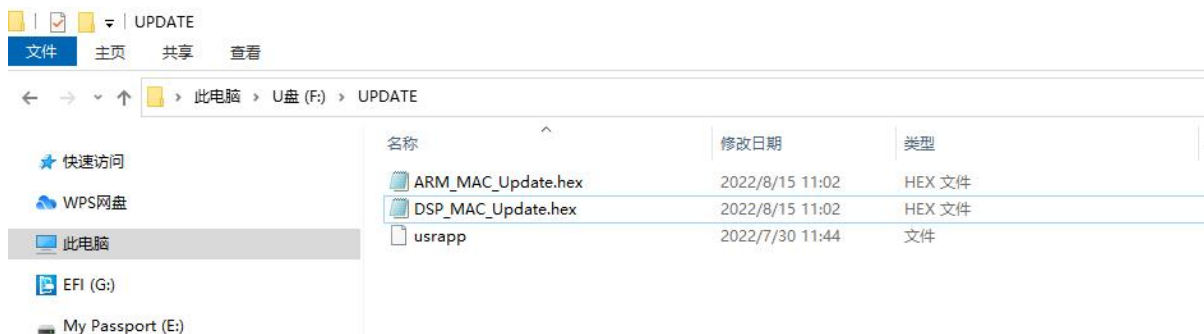 UPDATE
文件 主页 共享 查看
此电脑 > U盘 (F:) > UPDATE
名称 修改日期 类型
快速访问
ARM_MAC_Update.hex 2022/8/15 11:02 HEX 文件
WPS网盘
DSP_MAC_Update.hex 2022/8/15 11:02 HEX 文件
此电脑
usrapp 2022/7/30 11:44 文件
EFI (G:)
My Passport (E:)